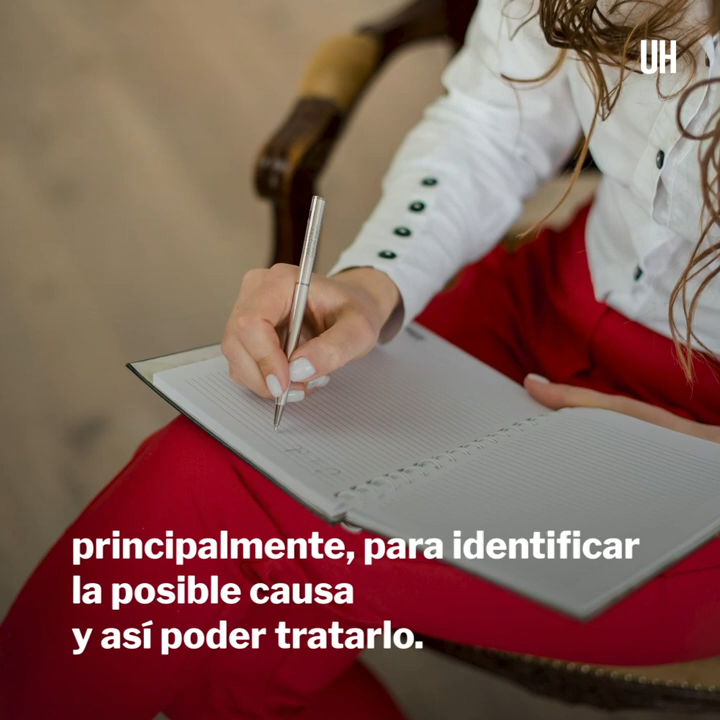 UH
principalmente, para identificar
la posible causa
y así poder tratarlo.